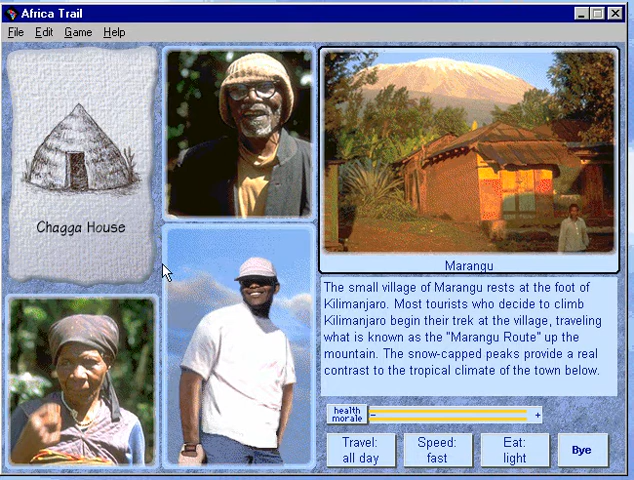 Africa Trail
File Edit Game Help
Chagga House
Marangu
The small village of Marangu rests at the foot of
Kilimanjaro. Most tourists who decide to climb
Kilimanjaro begin their trek at the village, traveling
what is known as the "Marangu Route" up the
mountain. The snow-capped peaks provide a real
contrast to the tropical climate of the town below.
health
morale
- +
Travel:
all day
Speed:
fast
Eat:
light
Bye